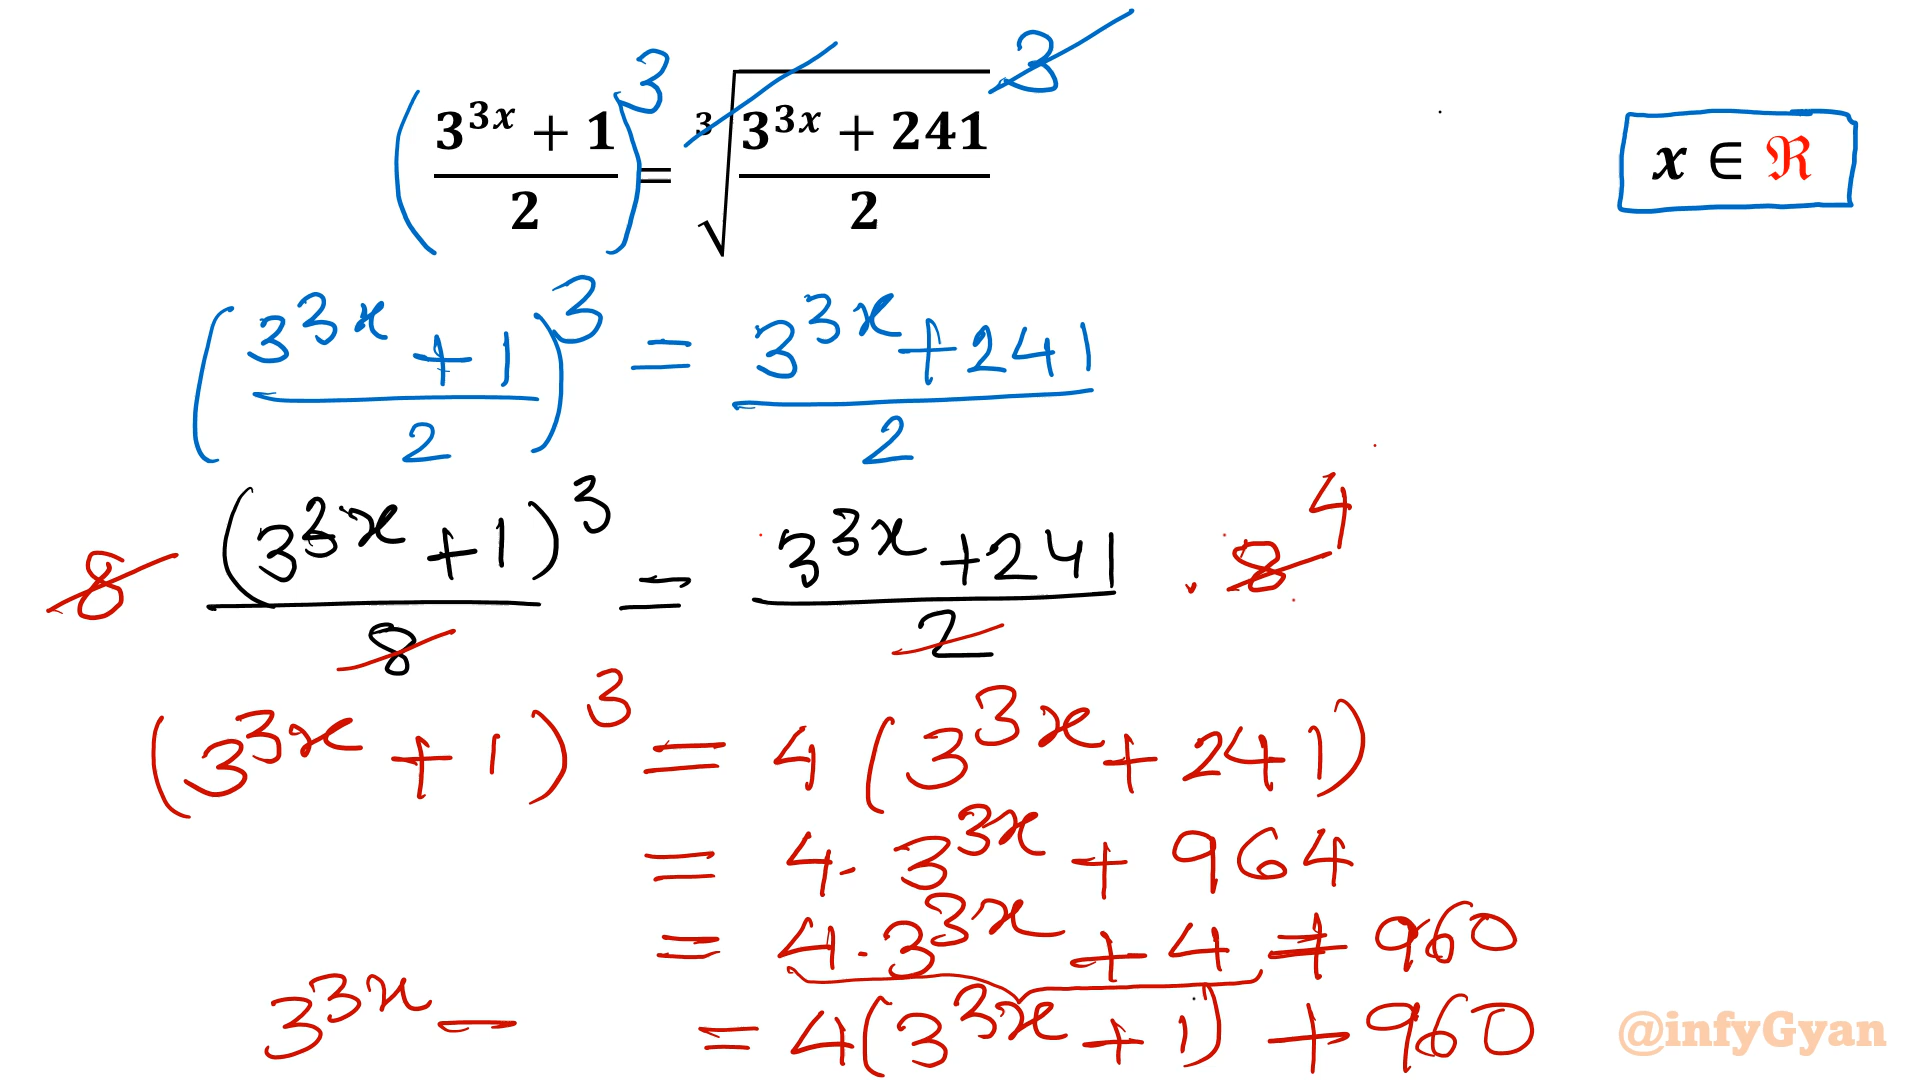 (3^{3x} + 1 / 2)^3 = ∛(3^{3x} + 241 / 2)^3
x ∈ ℜ
(3^{3x} + 1 / 2)^3 = 3^{3x} + 241 / 2
8 (3^{3x} + 1)^3 / 8 = 3^{3x} + 241 / 2 . 8 4
(3^{3x} + 1)^3 = 4 (3^{3x} + 241)
= 4 . 3^{3x} + 964
= 4 . 3^{3x} + 4 + 960
3^{3x} – = 4(3^{3x} + 1) + 960
@infyGyan